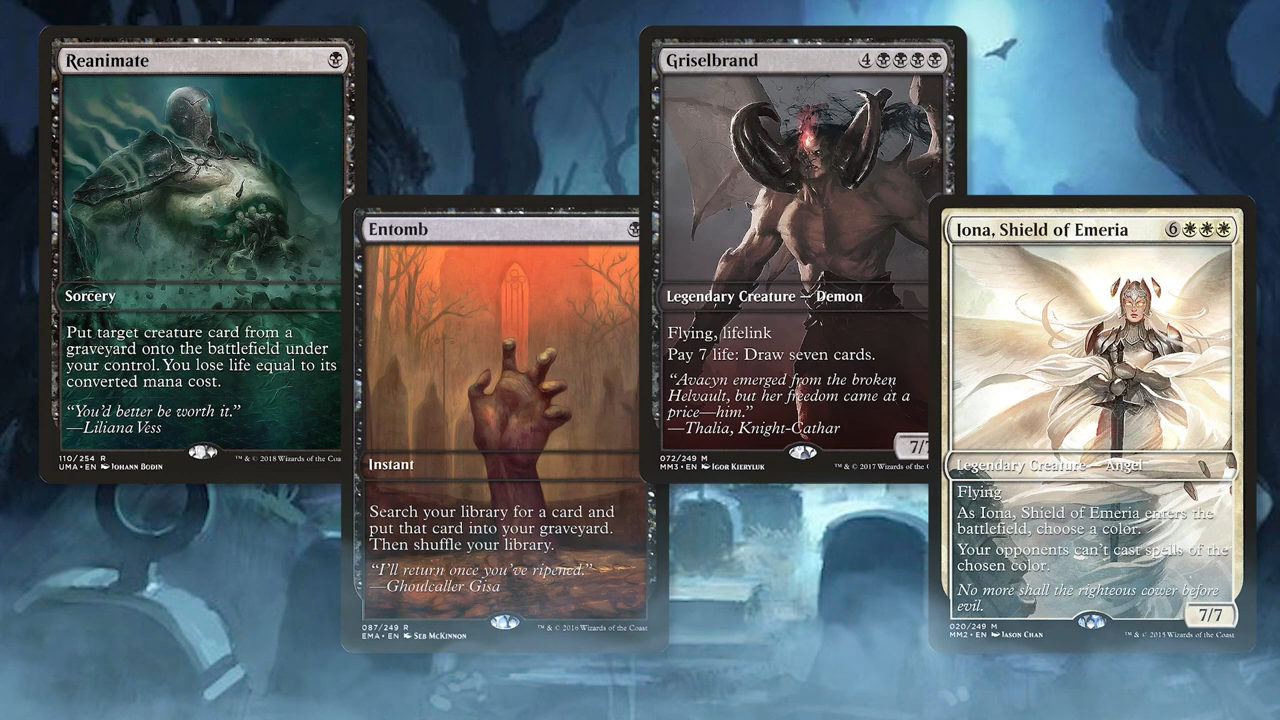 Reanimate
Sorcery
Put target creature card from a
graveyard onto the battlefield under
your control. You lose life equal to its
converted mana cost.
“You’d better be worth it.”
—Liliana Vess
110/254 R
UMA • EN Johann Bodin
™ & © 2018 Wizards of the Coa
Entomb
Instant
Search your library for a card and
put that card into your graveyard.
Then shuffle your library.
“I’ll return once you’ve ripened.”
—Ghoulcaller Gisa
087/249 R
EMA • EN Seb McKinnon
™ & © 2016 Wizards of the Coast
Griselbrand
4
Legendary Creature — Demon
Flying, lifelink
Pay 7 life: Draw seven cards.
“Avacyn emerged from the broken
Helvault, but her freedom came at a
price—him.”
—Thalia, Knight-Cathar
7/7
072/249 M
MM3 • EN Igor Kieryluk
™ & © 2017 Wizards of the C
Iona, Shield of Emeria
6
Legendary Creature — Angel
Flying
As Iona, Shield of Emeria enters the
battlefield, choose a color.
Your opponents can’t cast spells of the
chosen color.
No more shall the righteous cower before
evil.
7/7
020/249 M
MM2 • EN Jason Chan
™ & © 2015 Wizards of the Coast